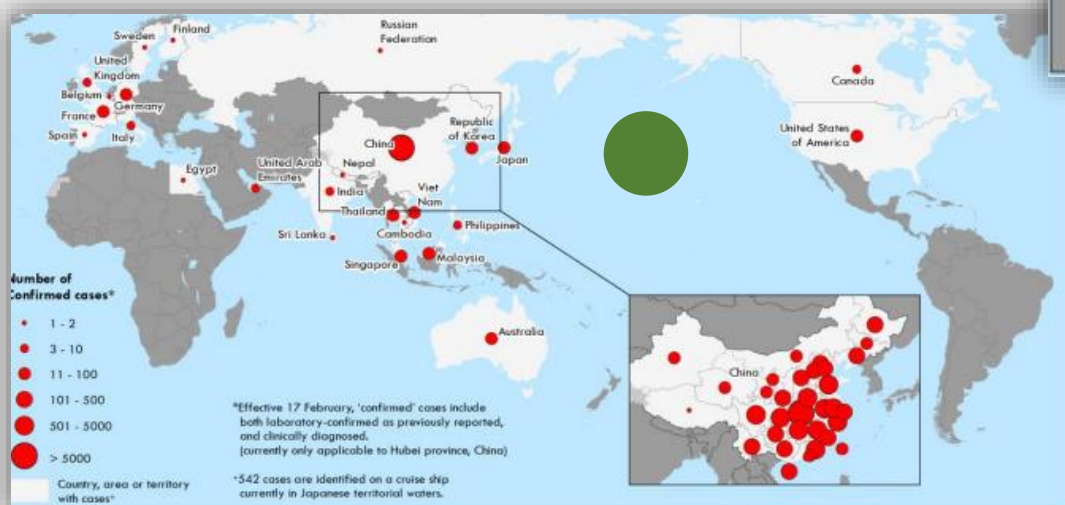 Finland
Sweden
Russian
Federation
United
Kingdom
Belgium
Germany
France
Spain
Italy
Canada
United States
of America
Republic
of Korea
China
Japan
Egypt
United Arab
Emirates
Nepal
India
Viet
Nam
Thailand
Cambodia
Philippines
Sri Lanka
Singapore
Malaysia
Australia
China
Number of
Confirmed cases*
1 - 2
3 - 10
11 - 100
101 - 500
501 - 5000
> 5000
Country, area or territory
with cases⁺
*Effective 17 February, 'confirmed' cases include
both labaratory-confirmed as previously reported,
and clinically diagnosed.
(currently only applicable to Hubei province, China)
⁺542 cases are identified on a cruise ship
currently in Japanese territorial waters.